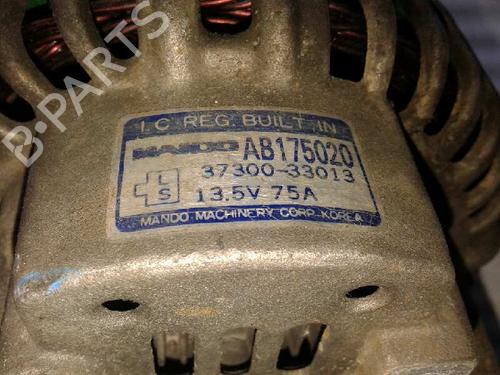 I.C REG. BUILT IN
MANDO AB175020
37300-33013
L
S
13.5V 75A
MANDO MACHINERY CORP. KOREA
B-PARTS